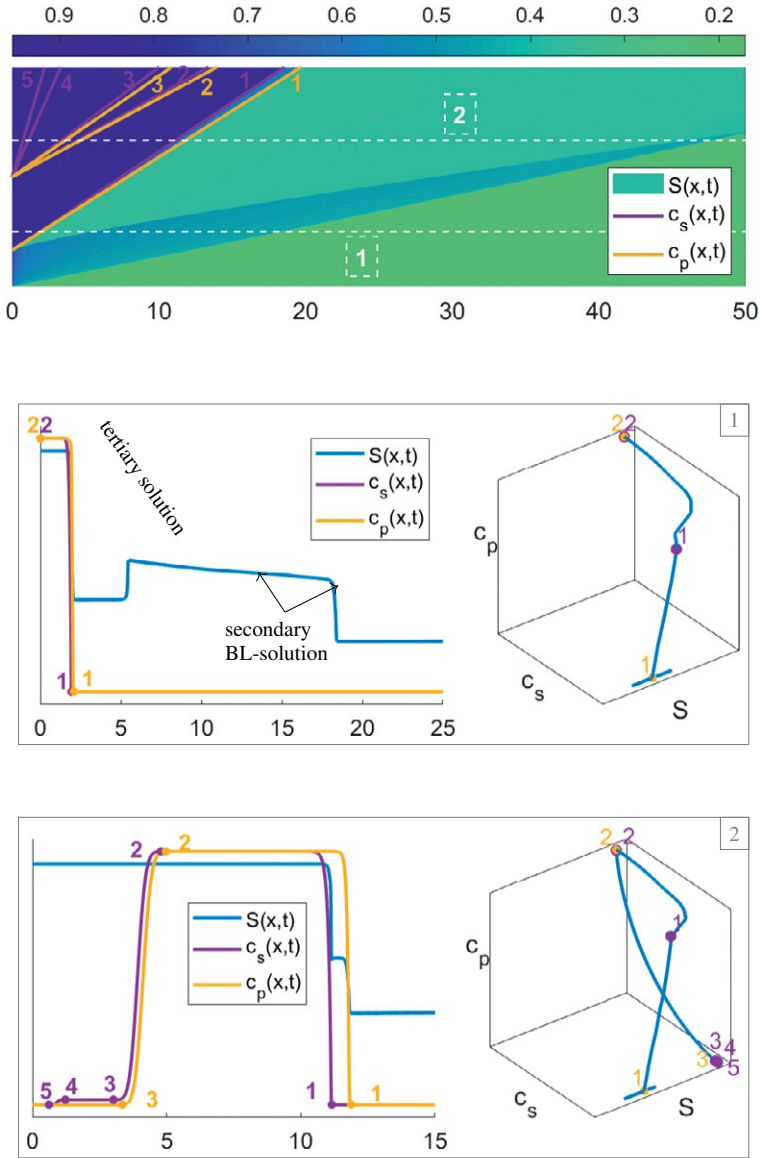 0.9 0.8 0.7 0.6 0.5 0.4 0.3 0.2
5 4 3 3 2 2 1 1
2
S(x,t)
c_s(x,t)
c_p(x,t)
1
0 10 20 30 40 50
1
22
tertiary solution
S(x,t)
c_s(x,t)
c_p(x,t)
secondary
BL-solution
1 1
0 5 10 15 20 25
22
c_p
1
1
c_s
S
2
2 2
S(x,t)
c_s(x,t)
c_p(x,t)
5 4 3 3 1 1
0 5 10 15
2 2
c_p
1
1
3 3 4
5
c_s
S